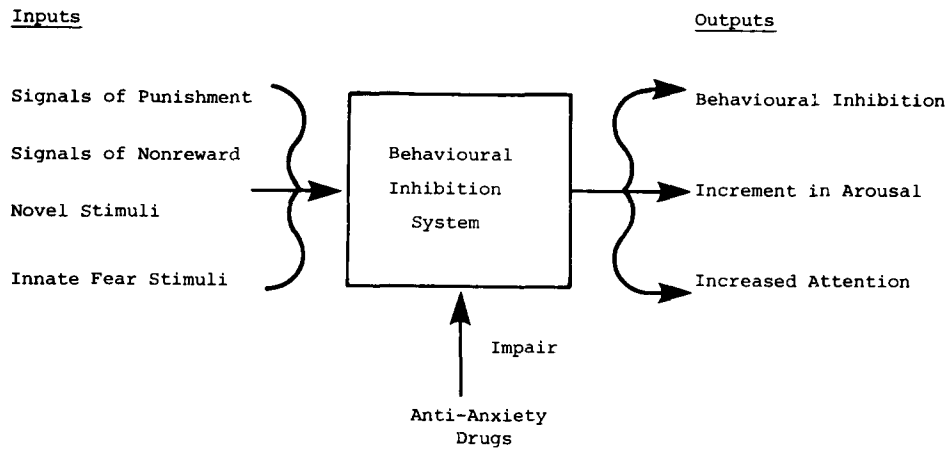 Inputs
Outputs
Signals of Punishment
Signals of Nonreward
Novel Stimuli
Innate Fear Stimuli
Behavioural
Inhibition
System
Behavioural Inhibition
Increment in Arousal
Increased Attention
Impair
Anti-Anxiety
Drugs